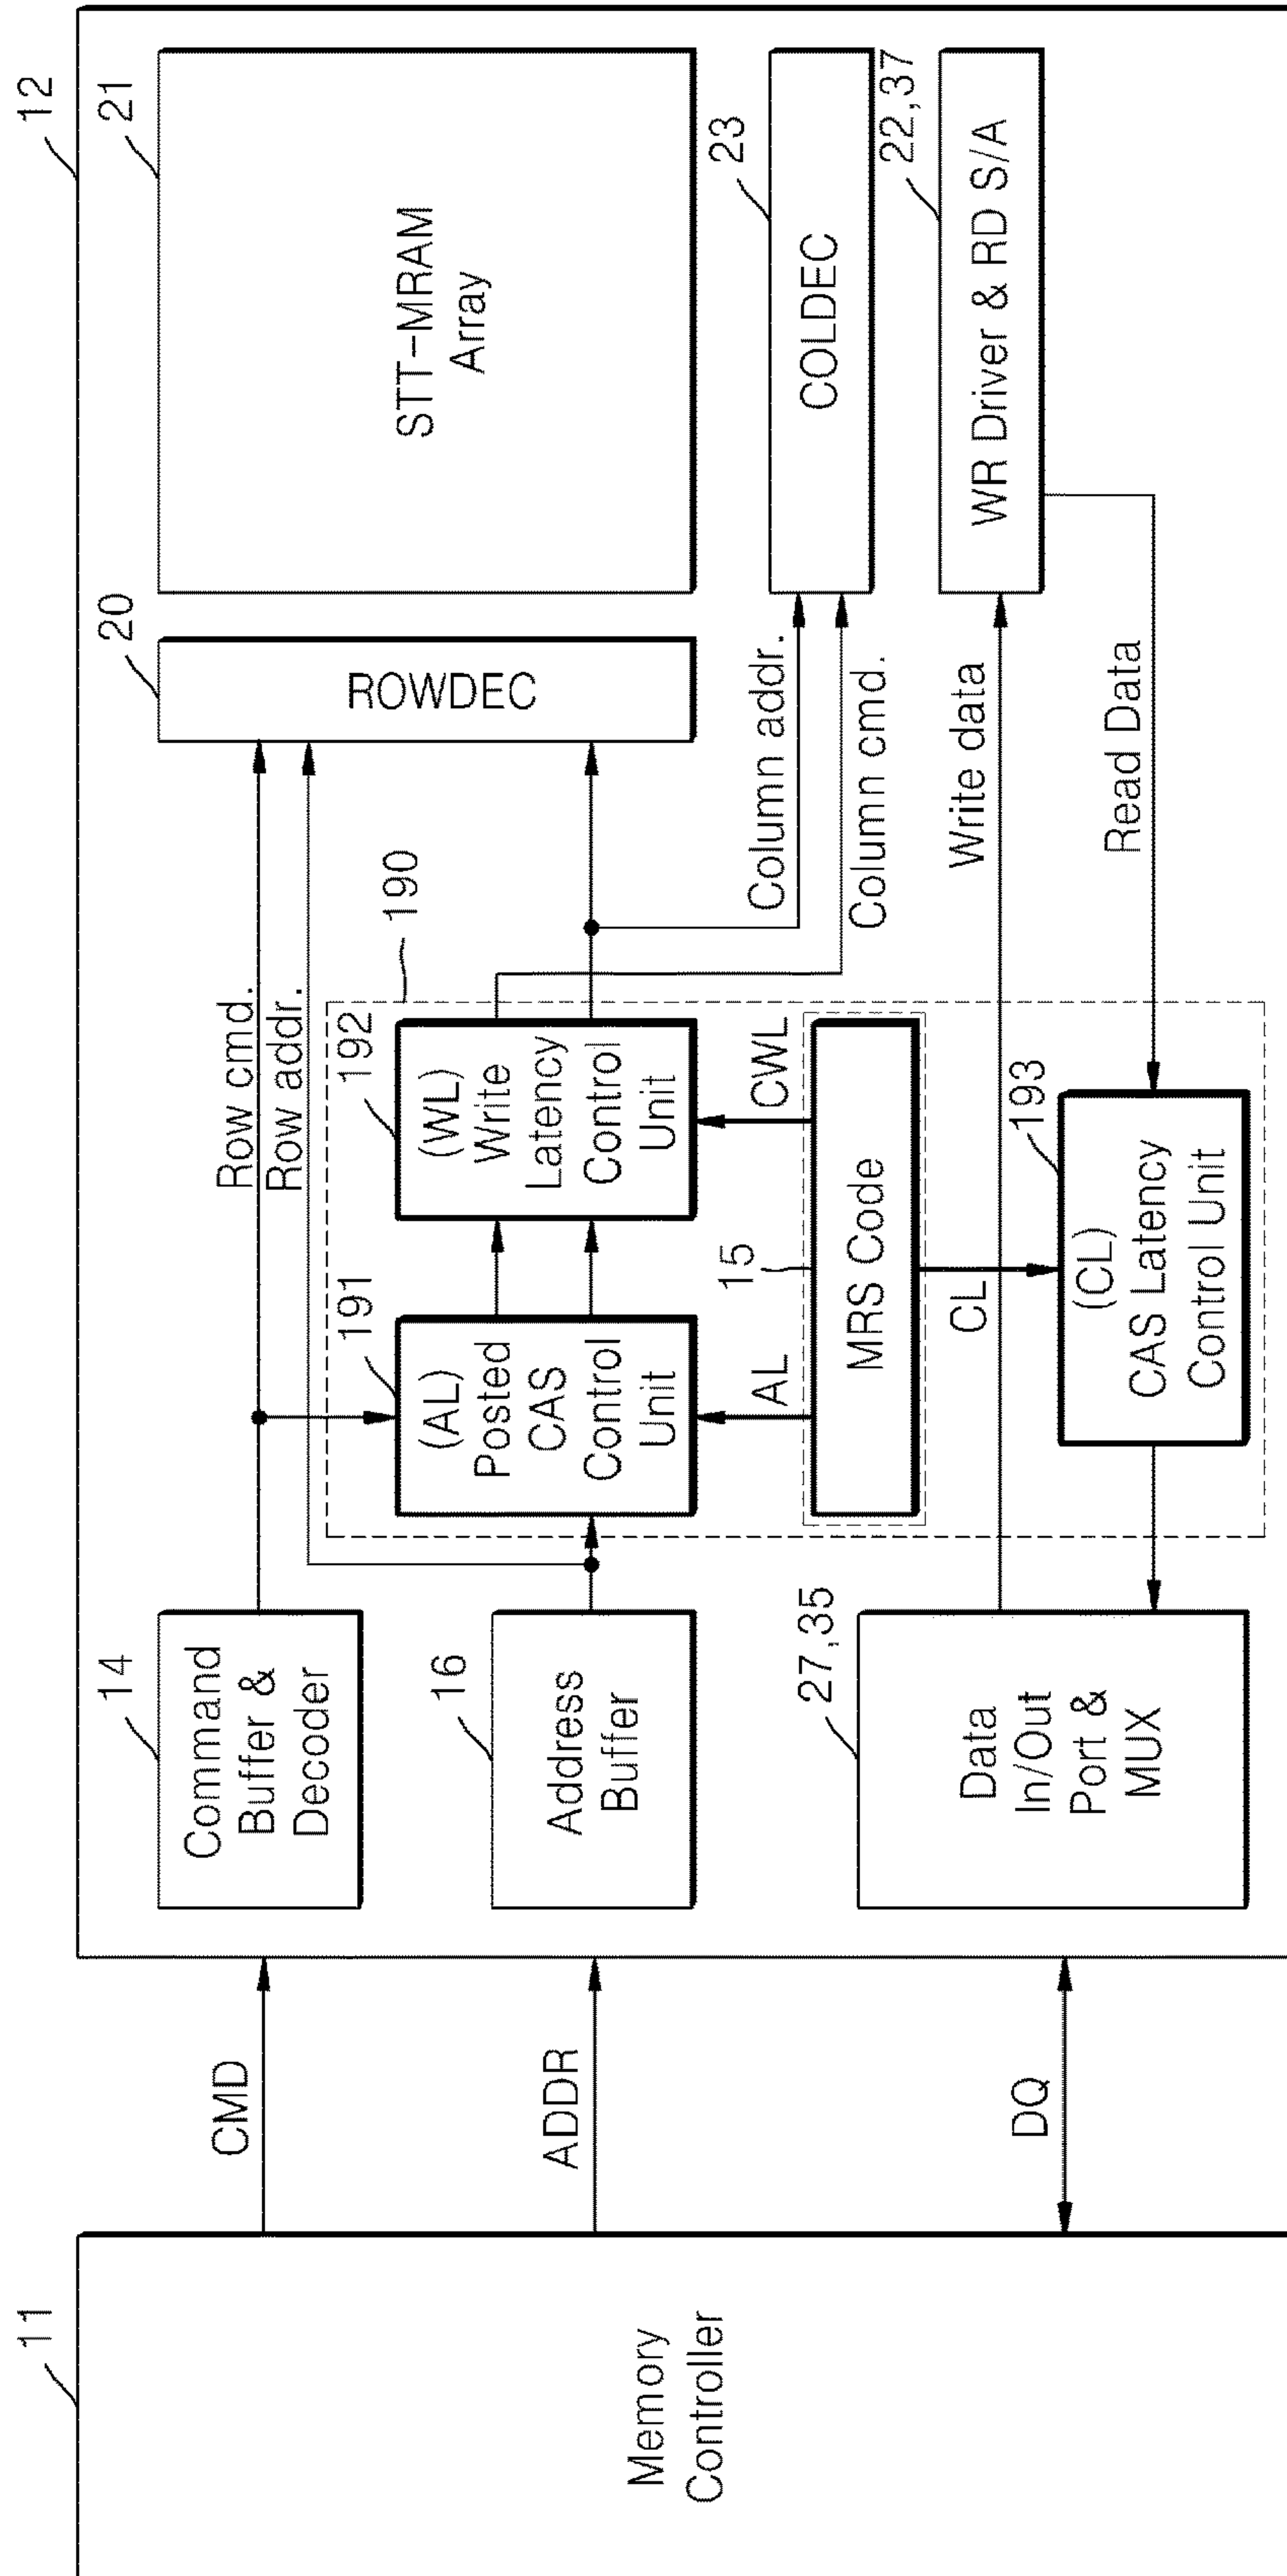 11
Memory
Controller
CMD
ADDR
DQ
12
14
Command
Buffer &
Decoder
16
Address
Buffer
27,35
Data
In/Out
Port &
MUX
Row cmd.
Row addr.
190
191
(AL)
Posted
CAS
Control
Unit
192
(WL)
Write
Latency
Control
Unit
AL
CWL
15
MRS Code
CL
193
(CL)
CAS Latency
Control Unit
20
ROWDEC
21
STT-MRAM
Array
Column addr.
Column cmd.
23
COLDEC
Write data
22,37
WR Driver & RD S/A
Read Data